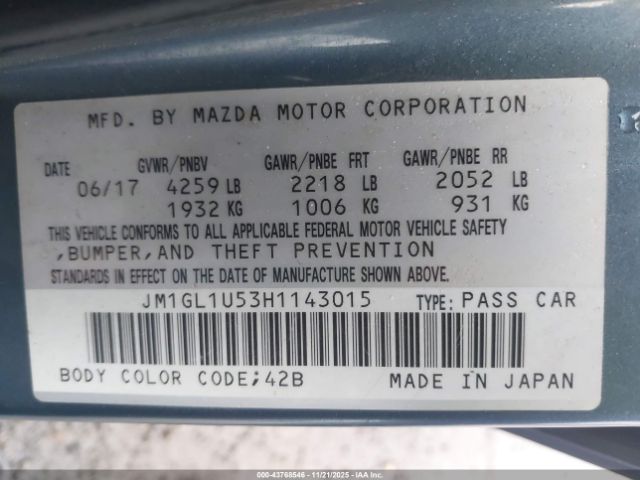 MFD. BY MAZDA MOTOR CORPORATION
DATE GVWR/PNBV GAWR/PNBE FRT GAWR/PNBE RR
06/17 4259 LB 2218 LB 2052 LB
1932 KG 1006 KG 931 KG
THIS VEHICLE CONFORMS TO ALL APPLICABLE FEDERAL MOTOR VEHICLE SAFETY
,BUMPER,AND THEFT PREVENTION
STANDARDS IN EFFECT ON THE DATE OF MANUFACTURE SHOWN ABOVE.
JM1GL1U53H1143015 TYPE: PASS CAR
BODY COLOR CODE;42B MADE IN JAPAN
000-43768546 - 11/21/2025 - IAAI.com